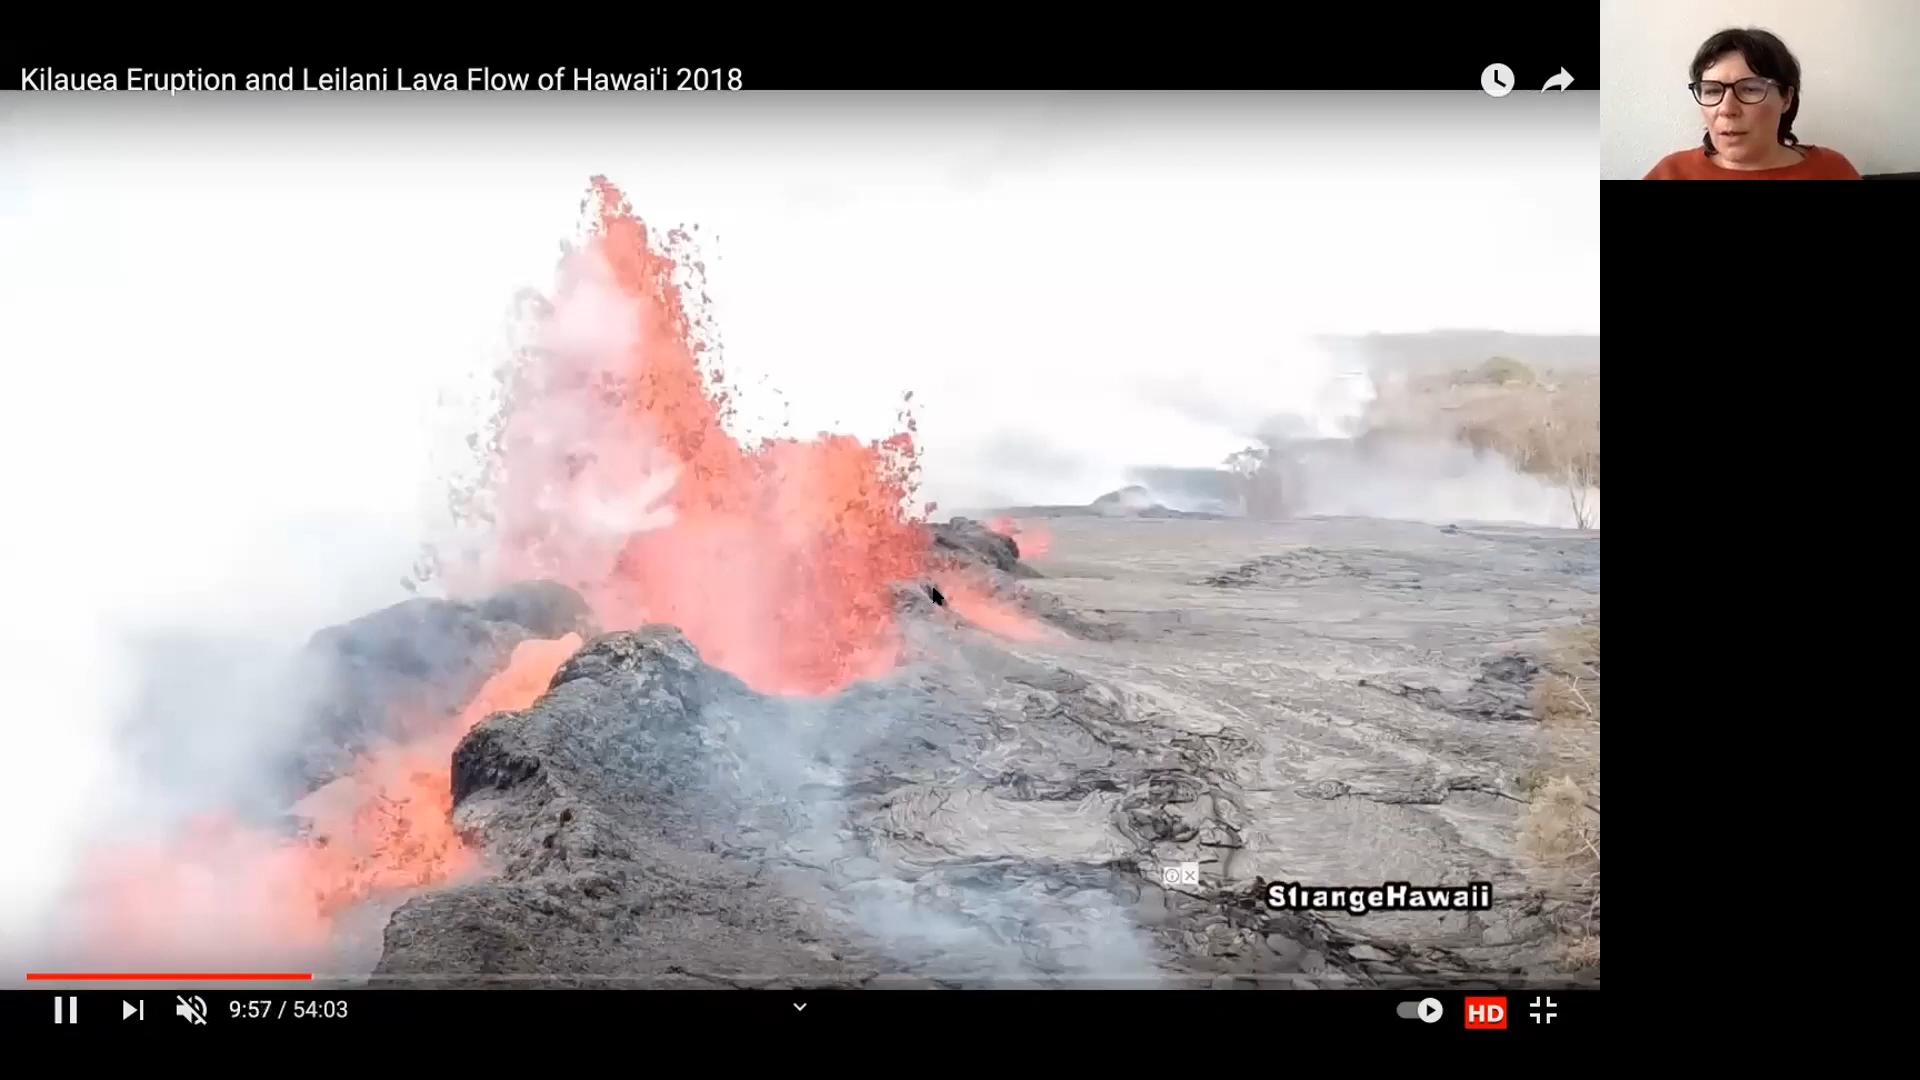 Kilauea Eruption and Leilani Lava Flow of Hawai'i 2018
StrangeHawaii
9:57 / 54:03
HD